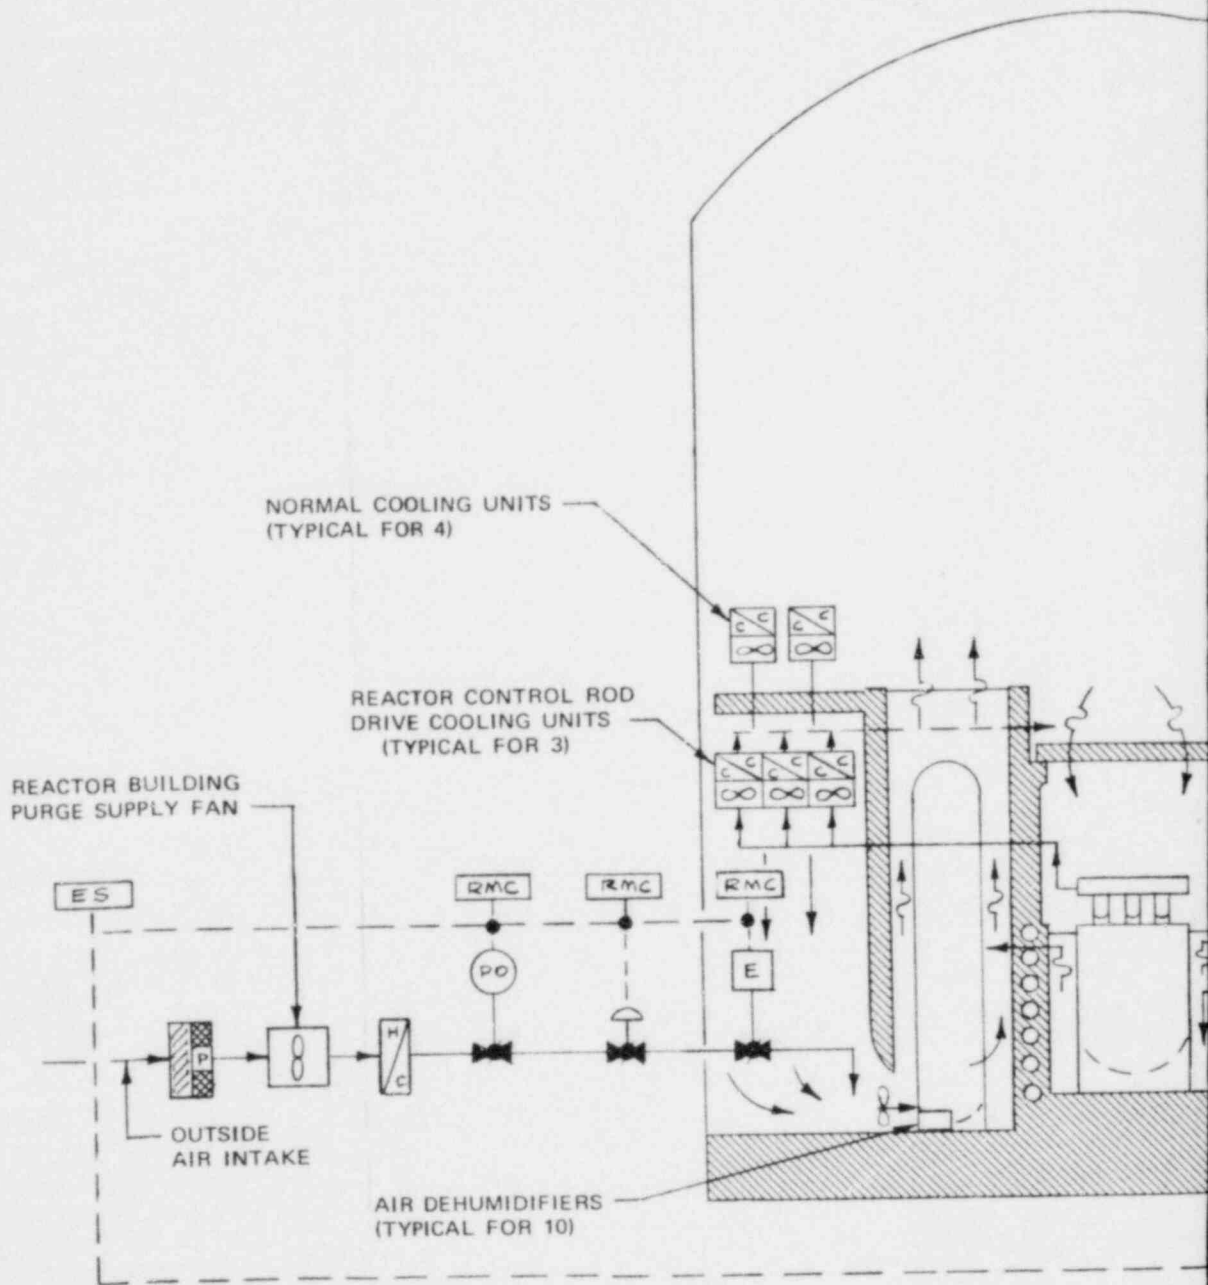 NORMAL COOLING UNITS
(TYPICAL FOR 4)
C C
C C
REACTOR CONTROL ROD
DRIVE COOLING UNITS
(TYPICAL FOR 3)
C C C C C C
REACTOR BUILDING
PURGE SUPPLY FAN
ES
RMC
RMC
RMC
PO
E
P
H
C
OUTSIDE
AIR INTAKE
AIR DEHUMIDIFIERS
(TYPICAL FOR 10)